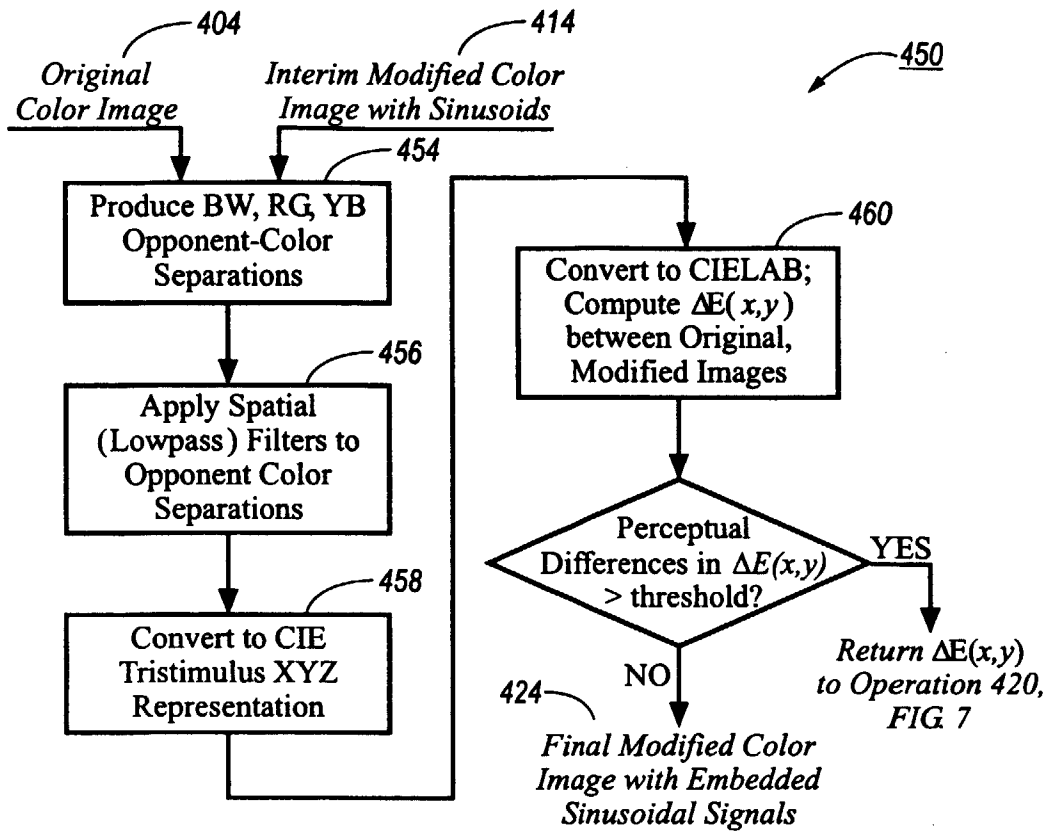 404
Original
Color Image
414
Interim Modified Color
Image with Sinusoids
450
454
Produce BW, RG, YB
Opponent-Color
Separations
456
Apply Spatial
(Lowpass) Filters to
Opponent Color
Separations
458
Convert to CIE
Tristimulus XYZ
Representation
460
Convert to CIELAB;
Compute ΔE(x,y)
between Original,
Modified Images
Perceptual
Differences in ΔE(x,y)
> threshold?
YES
Return ΔE(x,y)
to Operation 420,
FIG. 7
NO
424
Final Modified Color
Image with Embedded
Sinusoidal Signals